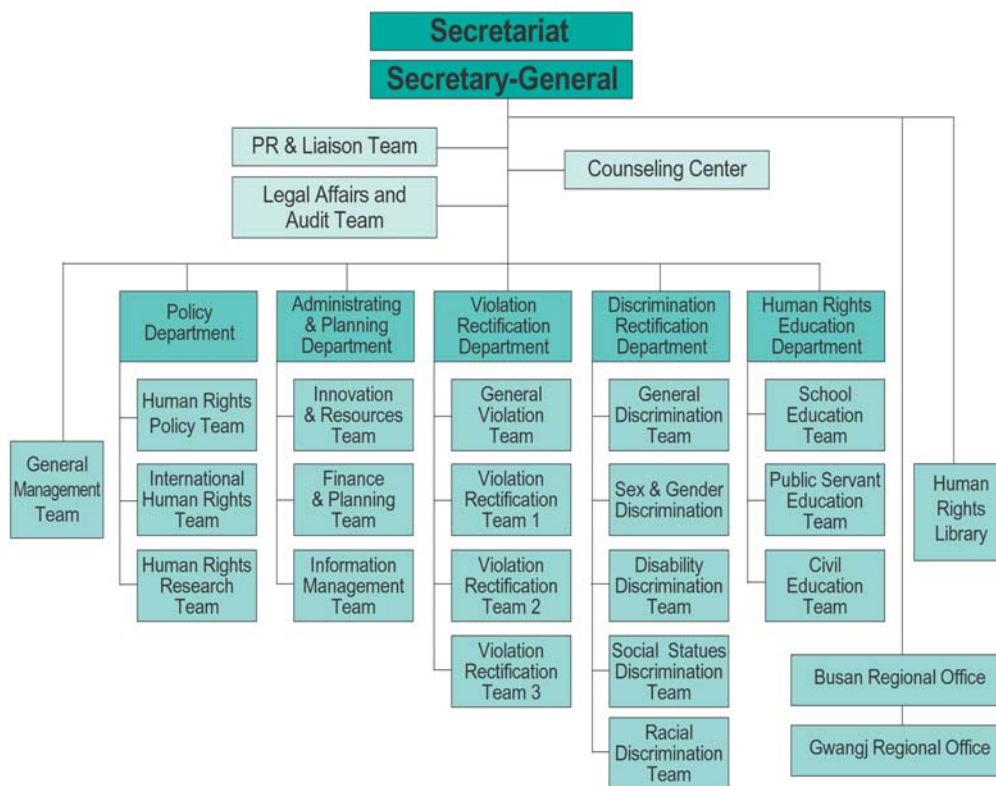 Secretariat
Secretary-General
PR & Liaison Team
Counseling Center
Legal Affairs and
Audit Team
Policy
Department
Administrating
& Planning
Department
Violation
Rectification
Department
Discrimination
Rectification
Department
Human Rights
Education
Department
General
Management
Team
Human Rights
Policy Team
International
Human Rights
Team
Human Rights
Research
Team
Innovation
& Resources
Team
Finance
& Planning
Team
Information
Management
Team
General
Violation
Team
Violation
Rectification
Team 1
Violation
Rectification
Team 2
Violation
Rectification
Team 3
General
Discrimination
Team
Sex & Gender
Discrimination
Disability
Discrimination
Team
Social Statues
Discrimination
Team
Racial
Discrimination
Team
School
Education
Team
Public Servant
Education
Team
Civil
Education
Team
Human
Rights
Library
Busan Regional Office
Gwangj Regional Office